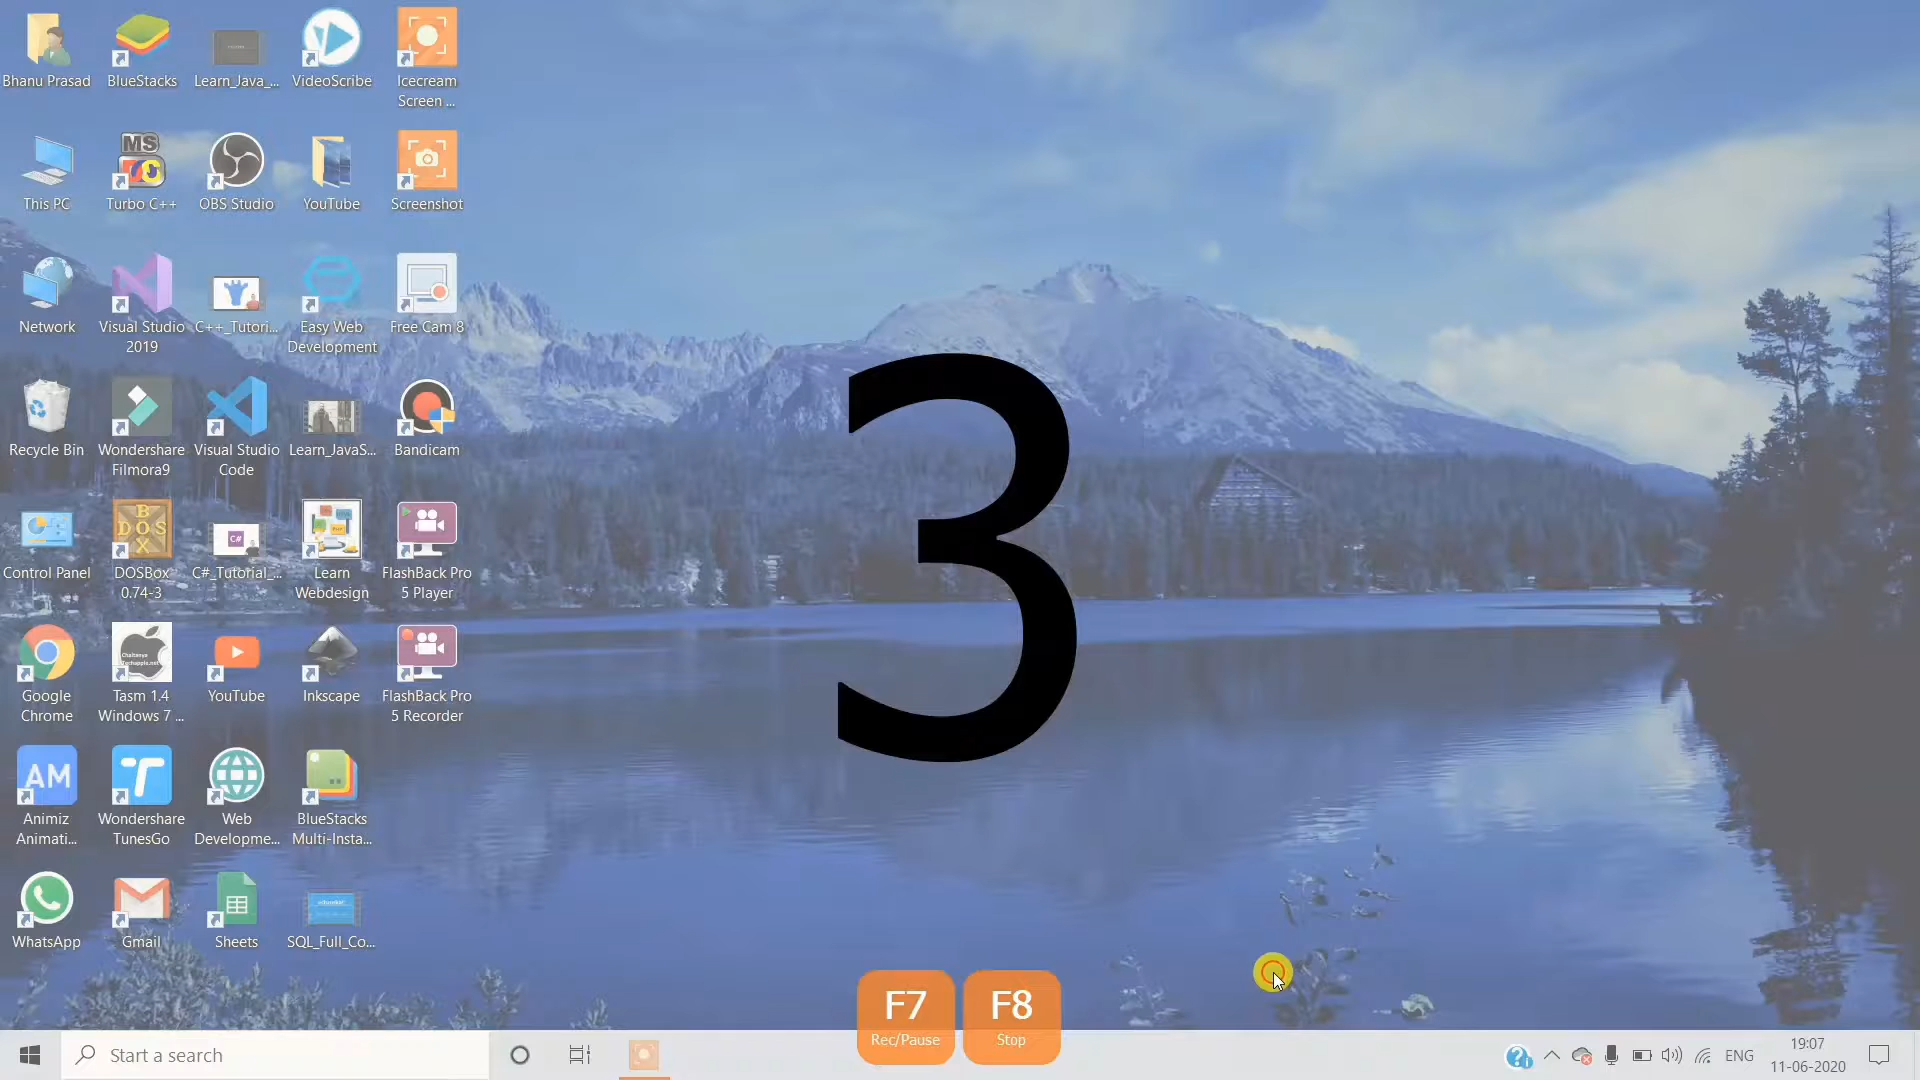 Bhanu Prasad
BlueStacks
Learn_Java_...
VideoScribe
Icecream
Screen ...
This PC
MS
Turbo C++
OBS Studio
YouTube
Screenshot
Network
Visual Studio
2019
C++_Tutori...
Easy Web
Development
Free Cam 8
Recycle Bin
Wondershare
Filmora9
Visual Studio
Code
Learn_JavaS...
Bandicam
3
Control Panel
DOSBox
0.74-3
C#
C#_Tutorial_...
Learn
Webdesign
FlashBack Pro
5 Player
Google
Chrome
Tasm 1.4
Windows 7 ...
YouTube
Inkscape
FlashBack Pro
5 Recorder
AM
Animiz
Animati...
Wondershare
TunesGo
Web
Developme...
BlueStacks
Multi-Insta...
WhatsApp
Gmail
Sheets
SQL_Full_Co...
F7
Rec/Pause
F8
Stop
Start a search
ENG
19:07
11-06-2020